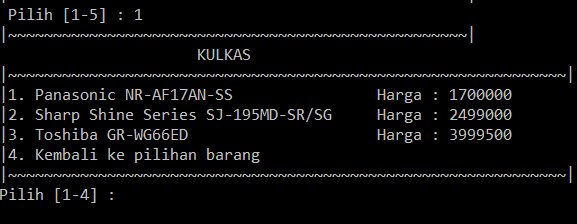 Pilih [1-5] : 1
|~~~~~~~~~~~~~~~~~~~~~~~~~~~~~~~~~~~~~~~~~~~~~~~~~~~|
KULKAS
|~~~~~~~~~~~~~~~~~~~~~~~~~~~~~~~~~~~~~~~~~~~~~~~~~~~~~~~~~~~~~~|
|1. Panasonic NR-AF17AN-SS                Harga : 1700000
|2. Sharp Shine Series SJ-195MD-SR/SG     Harga : 2499000
|3. Toshiba GR-WG66ED                     Harga : 3999500
|4. Kembali ke pilihan barang
|~~~~~~~~~~~~~~~~~~~~~~~~~~~~~~~~~~~~~~~~~~~~~~~~~~~~~~~~~~~~~~|
Pilih [1-4] :